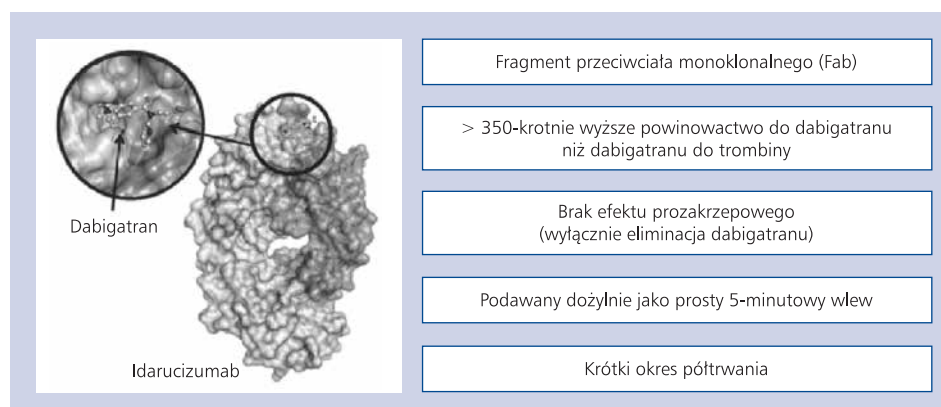 Dabigatran
Idarucizumab
Fragment przeciwciała monoklonalnego (Fab)
> 350-krotnie wyższe powinowactwo do dabigatranu
niż dabigatranu do trombiny
Brak efektu prozakrzepowego
(wyłącznie eliminacja dabigatranu)
Podawany dożylnie jako prosty 5-minutowy wlew
Krótki okres półtrwania